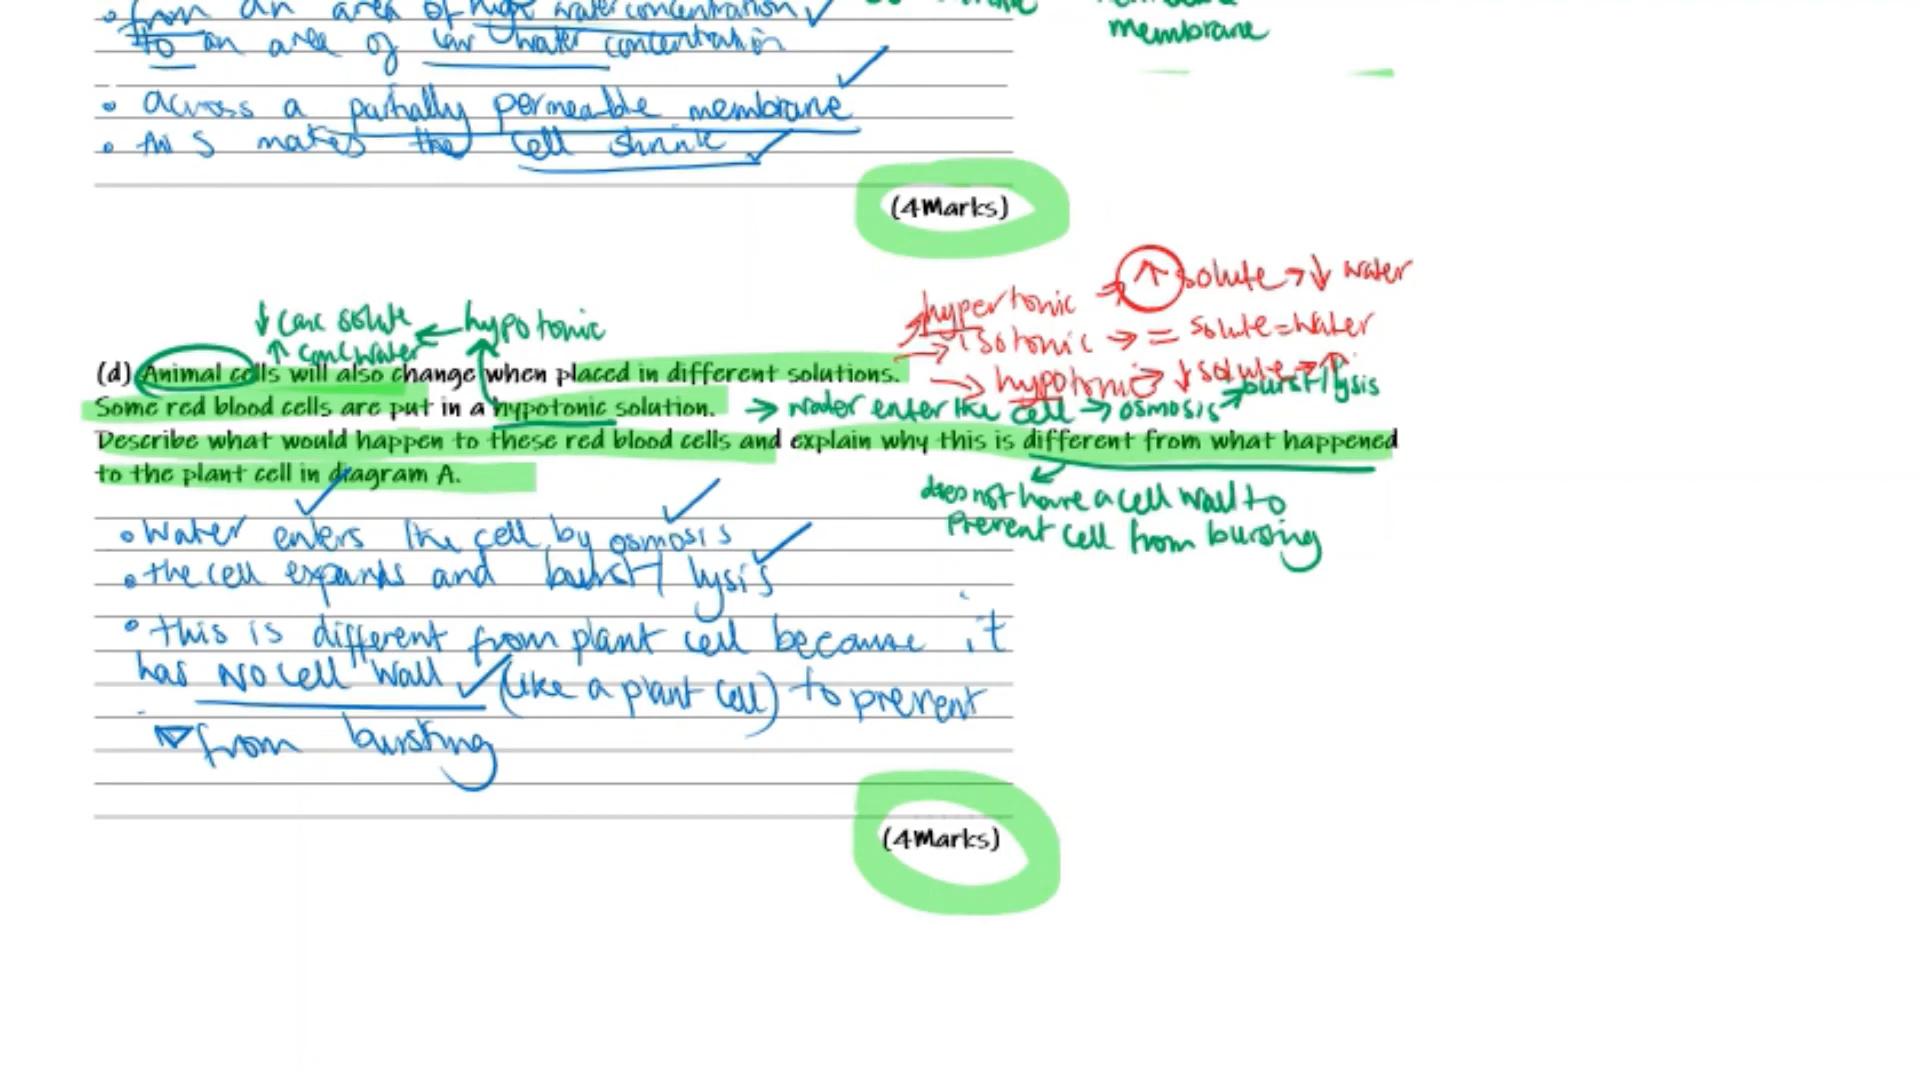 • from an area of high water concentration ✓
to an area of low water concentration
membrane
• across a partially permeable membrane ✓
• this makes the cell shrink ✓
(4Marks)
hypertonic → ↑ solute → ↓ water
isotonic → = solute = water
hypotonic → ↓ solute → ↑
↓ conc solute ← hypotonic
↑ conc water
(d) Animal cells will also change when placed in different solutions.
Some red blood cells are put in a hypotonic solution. → water enter the cell → osmosis → burst/lysis
Describe what would happen to these red blood cells and explain why this is different from what happened
to the plant cell in diagram A.
does not have a cell wall to
prevent cell from bursting
• Water enters the cell by osmosis
• the cell expands and burst/lysis
• this is different from plant cell because it
has NO cell wall ✓ (like a plant cell) to prevent
from bursting
(4Marks)